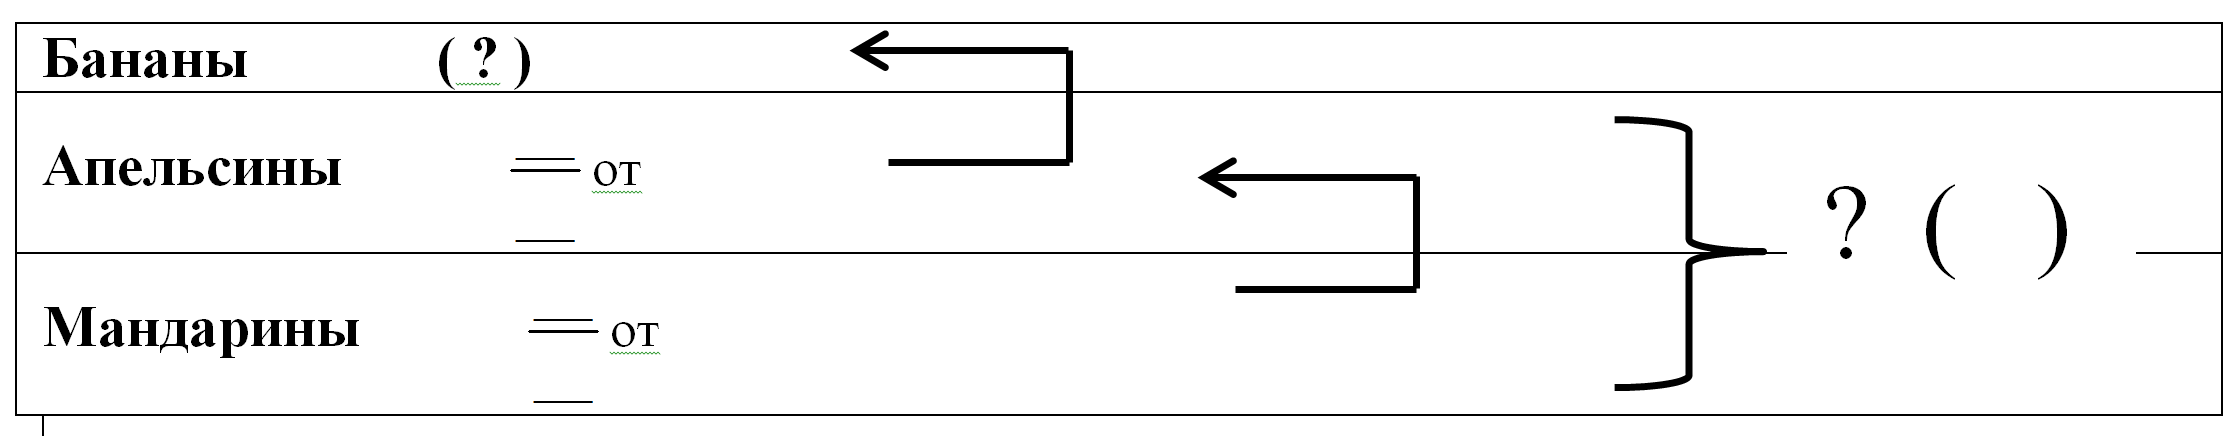 Бананы ( ? )
Апельсины от
? ( )
Мандарины от